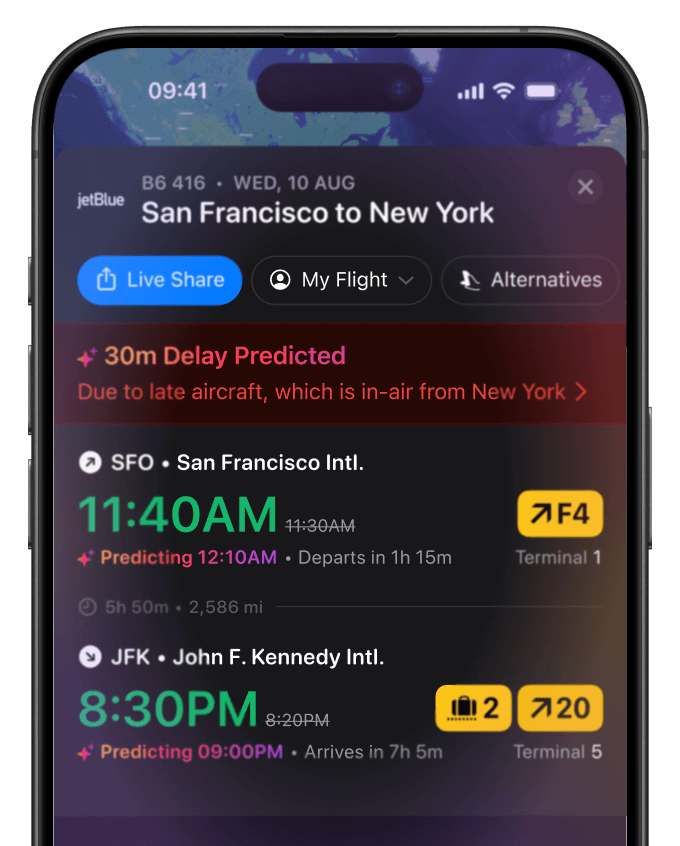 09:41
jetBlue
B6 416 • WED, 10 AUG
San Francisco to New York
Live Share
My Flight
Alternatives
30m Delay Predicted
Due to late aircraft, which is in-air from New York
SFO • San Francisco Intl.
11:40AM 11:30AM
F4
Predicting 12:10AM • Departs in 1h 15m
Terminal 1
5h 50m • 2,586 mi
JFK • John F. Kennedy Intl.
8:30PM 8:20PM
2
20
Predicting 09:00PM • Arrives in 7h 5m
Terminal 5